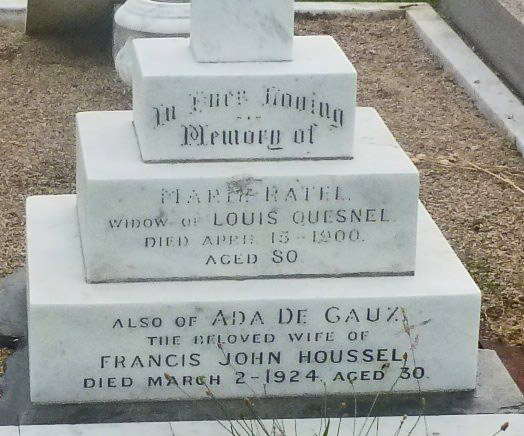 In Ever Loving
Memory of
MARIE RATEL
WIDOW OF LOUIS QUESNEL
DIED APRIL 15-1900.
AGED 80
ALSO OF ADA DE GAUX
THE BELOVED WIFE OF
FRANCIS JOHN HOUSSEL
DIED MARCH 2-1924. AGED 30.